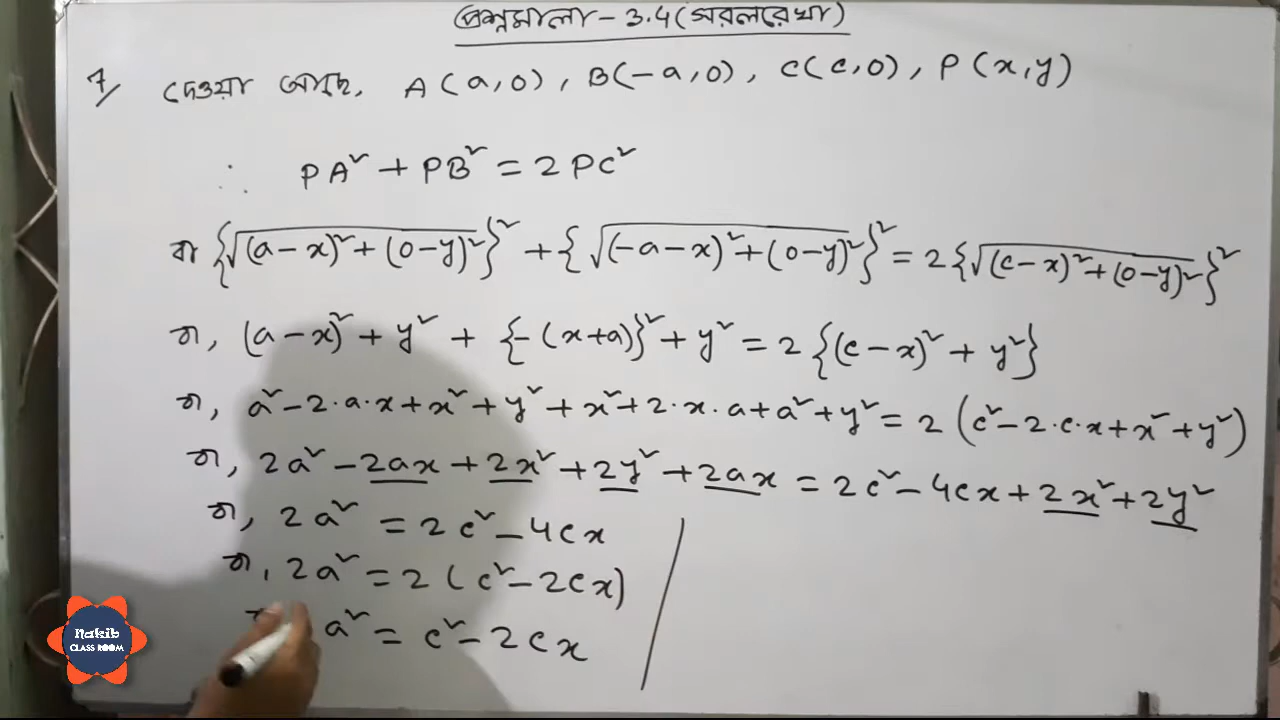 প্রশ্নমালা - 3.4 (সরলরেখা)
7/ দেওয়া আছে, A (a, 0), B(-a, 0), C(c, 0), P (x, y)
∴ PA² + PB² = 2 PC²
বা {√(a-x)²+(0-y)²}² + {√(-a-x)²+(0-y)²}² = 2{√(c-x)²+(0-y)²}²
বা, (a-x)² + y² + {-(x+a)}² + y² = 2 {(c-x)² + y²}
বা, a² - 2·a·x + x² + y² + x² + 2·x·a + a² + y² = 2 (c² - 2·c·x + x² + y²)
বা, 2a² - 2ax + 2x² + 2y² + 2ax = 2c² - 4cx + 2x² + 2y²
বা, 2a² = 2c² - 4cx
বা, 2a² = 2 (c² - 2cx)
a² = c² - 2cx
Nakib
CLASS ROOM